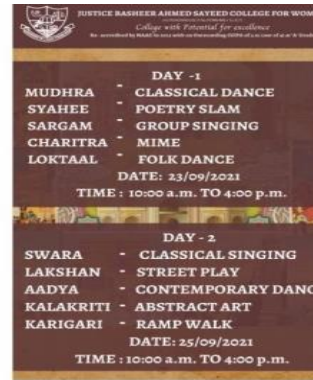 JUSTICE BASHEER AHMED SAYEED COLLEGE FOR WOM
College with Potential for excellence
DAY -1
MUDHRA - CLASSICAL DANCE
SYAHEE - POETRY SLAM
SARGAM - GROUP SINGING
CHARITRA - MIME
LOKTAAL - FOLK DANCE
DATE: 23/09/2021
TIME : 10:00 a.m. TO 4:00 p.m.
DAY - 2
SWARA - CLASSICAL SINGING
LAKSHAN - STREET PLAY
AADYA - CONTEMPORARY DANC
KALAKRITI - ABSTRACT ART
KARIGARI - RAMP WALK
DATE: 25/09/2021
TIME : 10:00 a.m. TO 4:00 p.m.